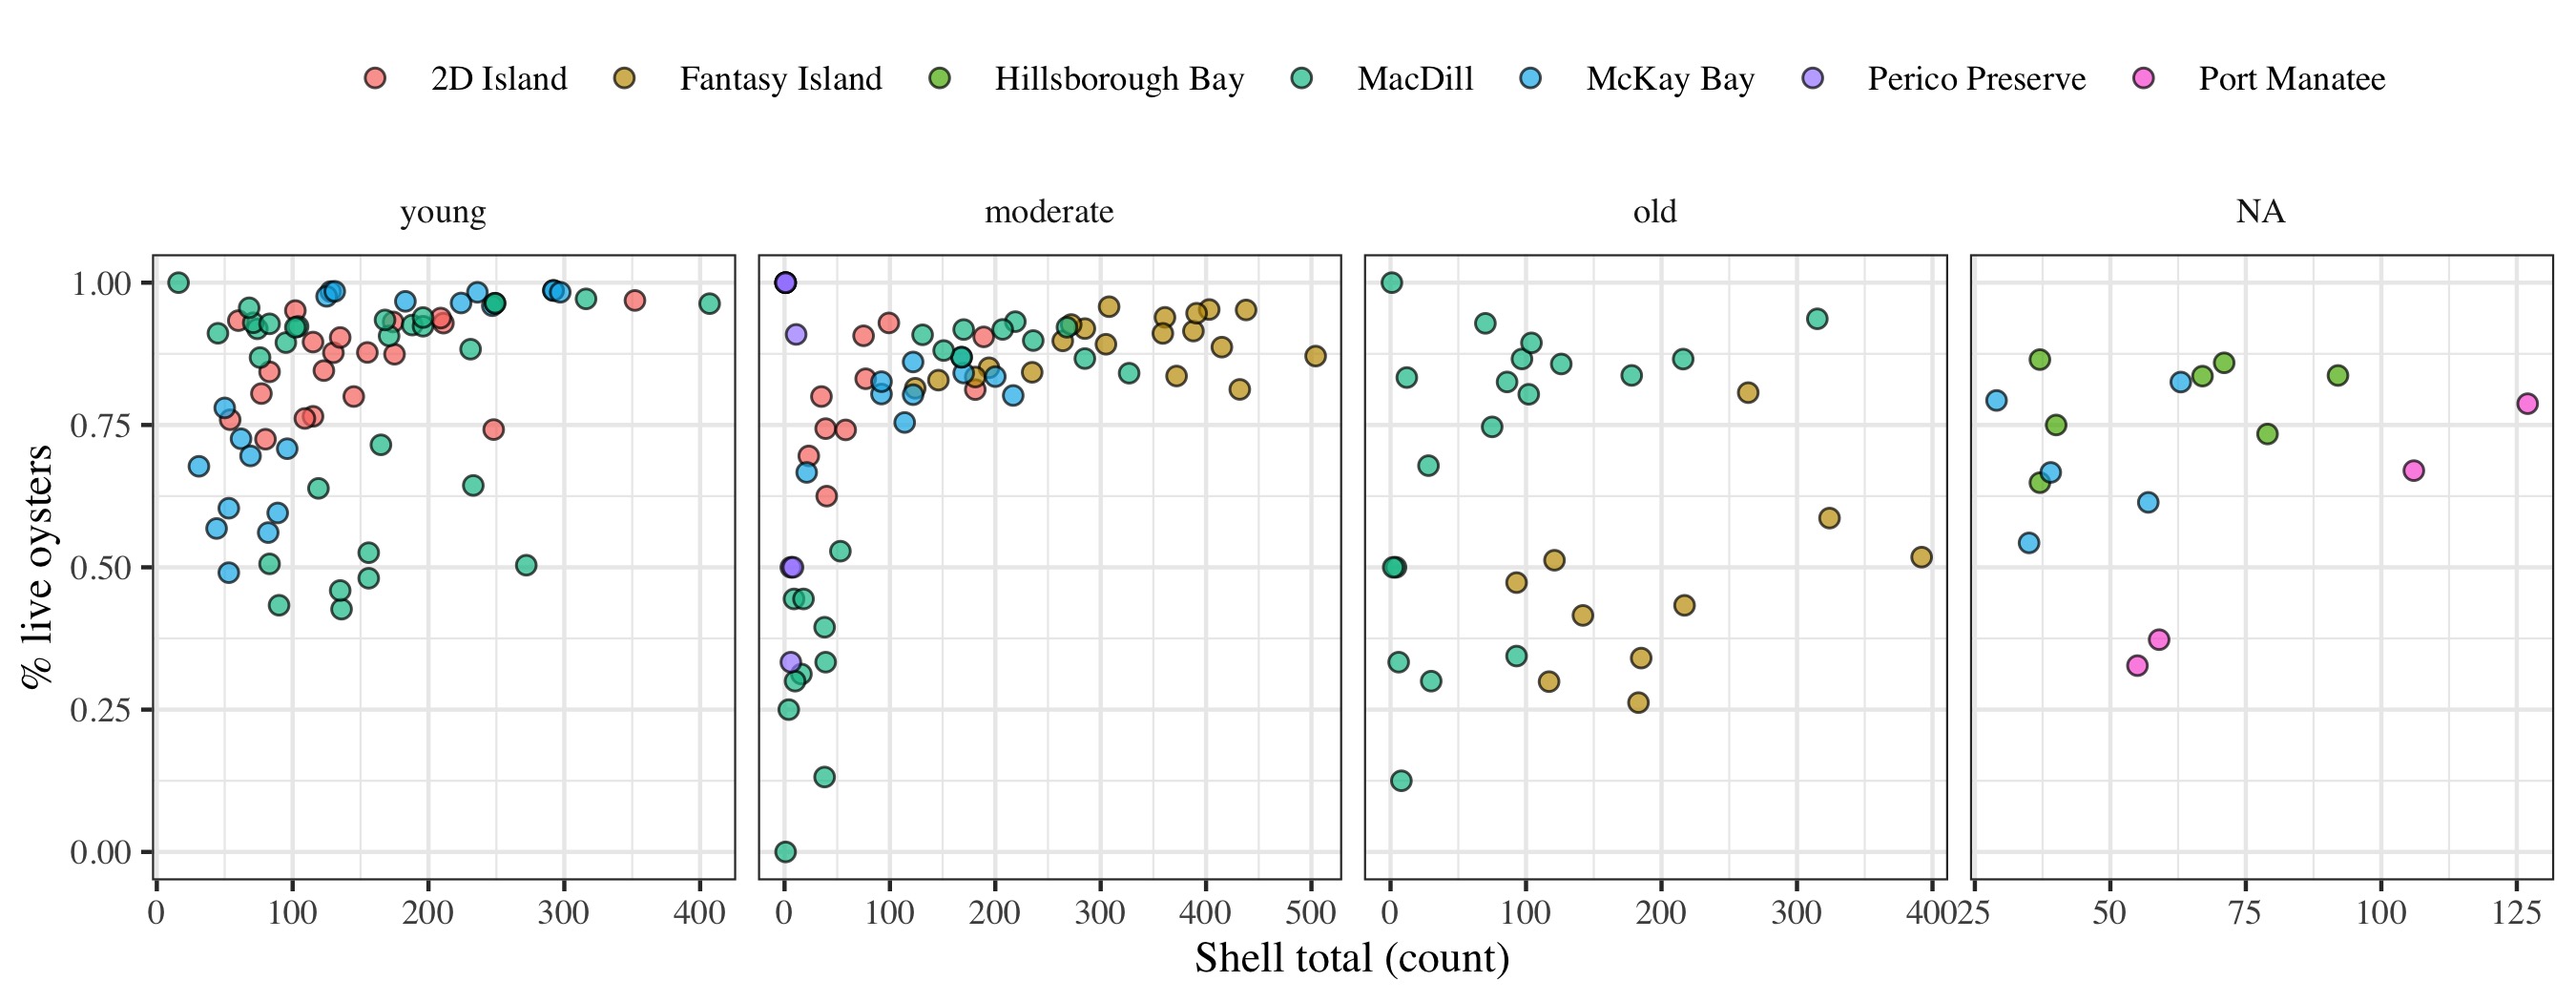 2D Island Fantasy Island Hillsborough Bay MacDill McKay Bay Perico Preserve Port Manatee
young moderate old NA
1.00
0.75
0.50
0.25
0.00
% live oysters
0 100 200 300 400 0 100 200 300 400 500 0 100 200 300 400 25 50 75 100 125
Shell total (count)